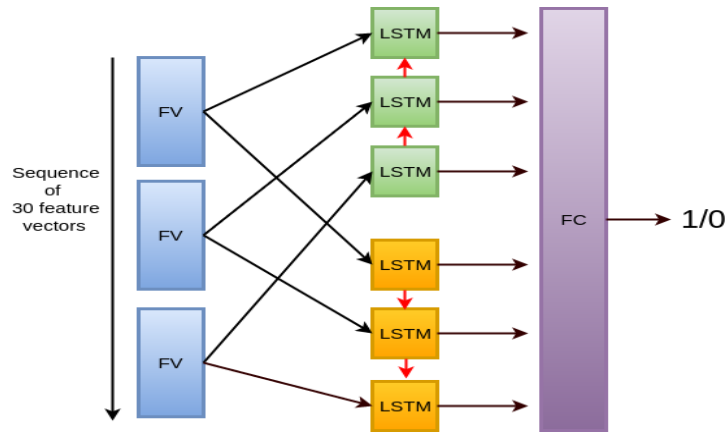 Sequence
of
30 feature
vectors
FV
FV
FV
LSTM
LSTM
LSTM
LSTM
LSTM
LSTM
FC
1/0